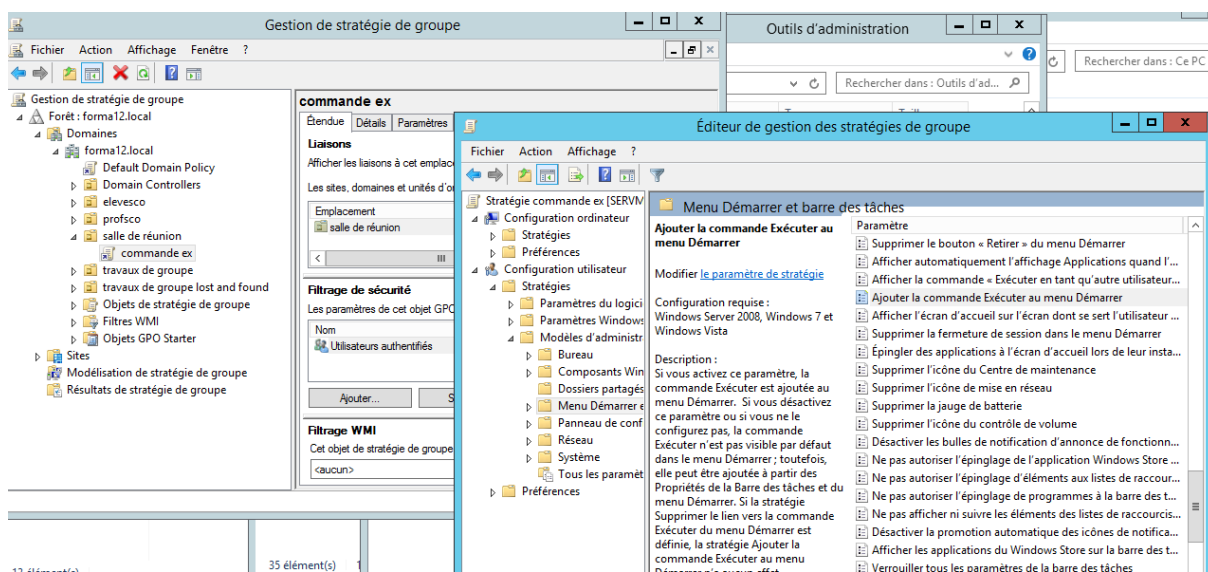 Gestion de stratégie de groupe
Fichier Action Affichage Fenêtre ?
Gestion de stratégie de groupe
Forêt : forma12.local
Domaines
forma12.local
Default Domain Policy
Domain Controllers
elevesco
profsco
salle de réunion
commande ex
travaux de groupe
travaux de groupe lost and found
Objets de stratégie de groupe
Filtres WMI
Objets GPO Starter
Sites
Modélisation de stratégie de groupe
Résultats de stratégie de groupe
commande ex
Étendue Détails Paramètres
Liaisons
Afficher les liaisons à cet emplac
Les sites, domaines et unités d'o
Emplacement
salle de réunion
Filtrage de sécurité
Les paramètres de cet objet GPO
Nom
Utilisateurs authentifiés
Ajouter... S
Filtrage WMI
Cet objet de stratégie de groupe
<aucun>
Outils d'administration
Rechercher dans : Outils d'ad...
Rechercher dans : Ce PC
Éditeur de gestion des stratégies de groupe
Fichier Action Affichage ?
Stratégie commande ex [SERVM
Configuration ordinateur
Stratégies
Préférences
Configuration utilisateur
Stratégies
Paramètres du logici
Paramètres Windows
Modèles d'administr
Bureau
Composants Win
Dossiers partagés
Menu Démarrer e
Panneau de conf
Réseau
Système
Tous les paramèt
Préférences
Menu Démarrer et barre des tâches
Ajouter la commande Exécuter au
menu Démarrer
Modifier le paramètre de stratégie
Configuration requise :
Windows Server 2008, Windows 7 et
Windows Vista
Description :
Si vous activez ce paramètre, la
commande Exécuter est ajoutée au
menu Démarrer. Si vous désactivez
ce paramètre ou si vous ne le
configurez pas, la commande
Exécuter n'est pas visible par défaut
dans le menu Démarrer ; toutefois,
elle peut être ajoutée à partir des
Propriétés de la Barre des tâches et du
menu Démarrer. Si la stratégie
Supprimer le lien vers la commande
Exécuter du menu Démarrer est
définie, la stratégie Ajouter la
commande Exécuter au menu
Démarrer n'a aucun effet
Paramètre
Supprimer le bouton « Retirer » du menu Démarrer
Afficher automatiquement l'affichage Applications quand l'...
Afficher la commande « Exécuter en tant qu'autre utilisateur...
Ajouter la commande Exécuter au menu Démarrer
Afficher l'écran d'accueil sur l'écran dont se sert l'utilisateur ...
Supprimer la fermeture de session dans le menu Démarrer
Épingler des applications à l'écran d'accueil lors de leur insta...
Supprimer l'icône du Centre de maintenance
Supprimer l'icône de mise en réseau
Supprimer la jauge de batterie
Supprimer l'icône du contrôle de volume
Désactiver les bulles de notification d'annonce de fonctionn...
Ne pas autoriser l'épinglage de l'application Windows Store ...
Ne pas autoriser l'épinglage d'éléments aux listes de raccour...
Ne pas autoriser l'épinglage de programmes à la barre des t...
Ne pas afficher ni suivre les éléments des listes de raccourcis...
Désactiver la promotion automatique des icônes de notifica...
Afficher les applications du Windows Store sur la barre des t...
Verrouiller tous les paramètres de la barre des tâches
35 élément(s) 1